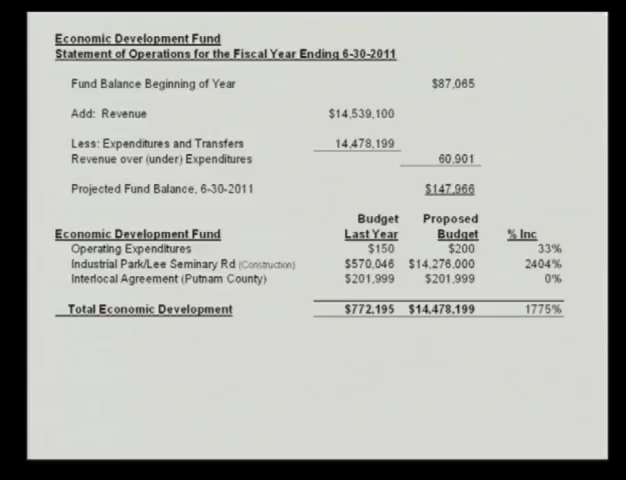 Economic Development Fund
Statement of Operations for the Fiscal Year Ending 6-30-2011
Fund Balance Beginning of Year $87,065
Add: Revenue $14,539,100
Less: Expenditures and Transfers 14,478,199
Revenue over (under) Expenditures 60,901
Projected Fund Balance, 6-30-2011 $147,966
Budget Proposed
Economic Development Fund Last Year Budget % Inc
Operating Expenditures $150 $200 33%
Industrial Park/Lee Seminary Rd (Construction) $570,046 $14,276,000 2404%
Interlocal Agreement (Putnam County) $201,999 $201,999 0%
Total Economic Development $772,195 $14,478,199 1775%